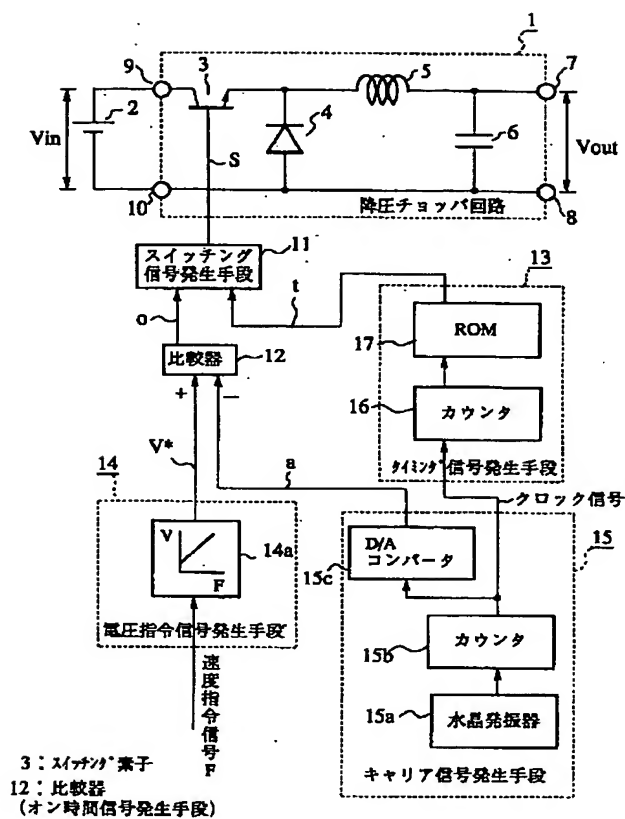 1
9
3
5
7
Vin
2
4
6
Vout
S
10
降圧チョッパ回路
8
スイッチング
信号発生手段
11
t
13
o
ROM
17
比較器
12
+
−
16
カウンタ
V*
タイミング信号発生手段
14
a
クロック信号
15
V
F
14a
D/A
コンバータ
15c
電圧指令信号発生手段
カウンタ
15b
速度指令信号F
水晶発振器
15a
キャリア信号発生手段
3：スイッチング素子
12：比較器
(オン時間信号発生手段)